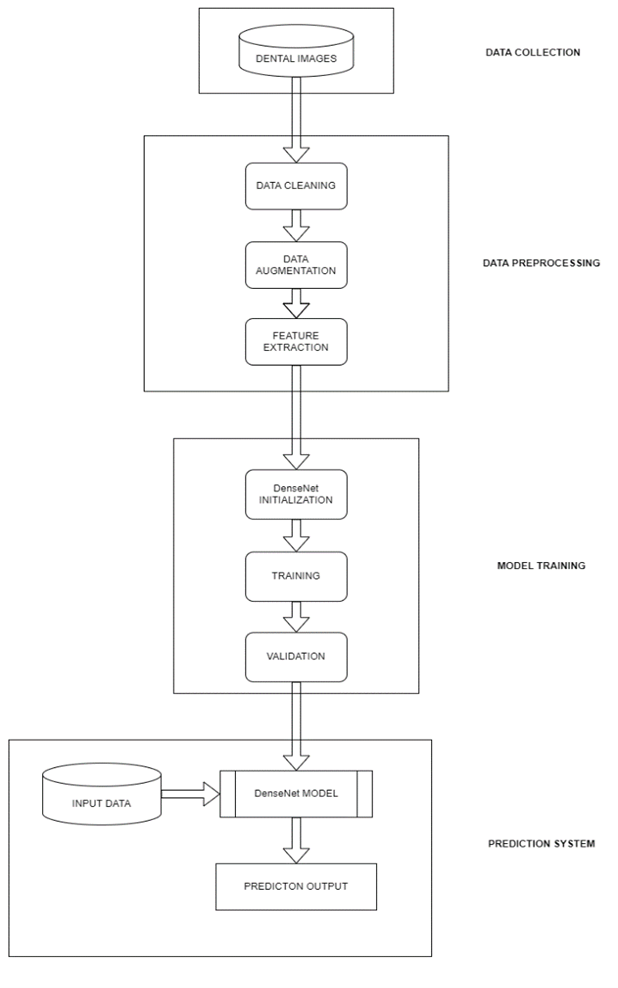 DENTAL IMAGES
DATA COLLECTION
DATA CLEANING
DATA
AUGMENTATION
FEATURE
EXTRACTION
DATA PREPROCESSING
DenseNet
INITIALIZATION
TRAINING
VALIDATION
MODEL TRAINING
INPUT DATA
DenseNet MODEL
PREDICTON OUTPUT
PREDICTION SYSTEM